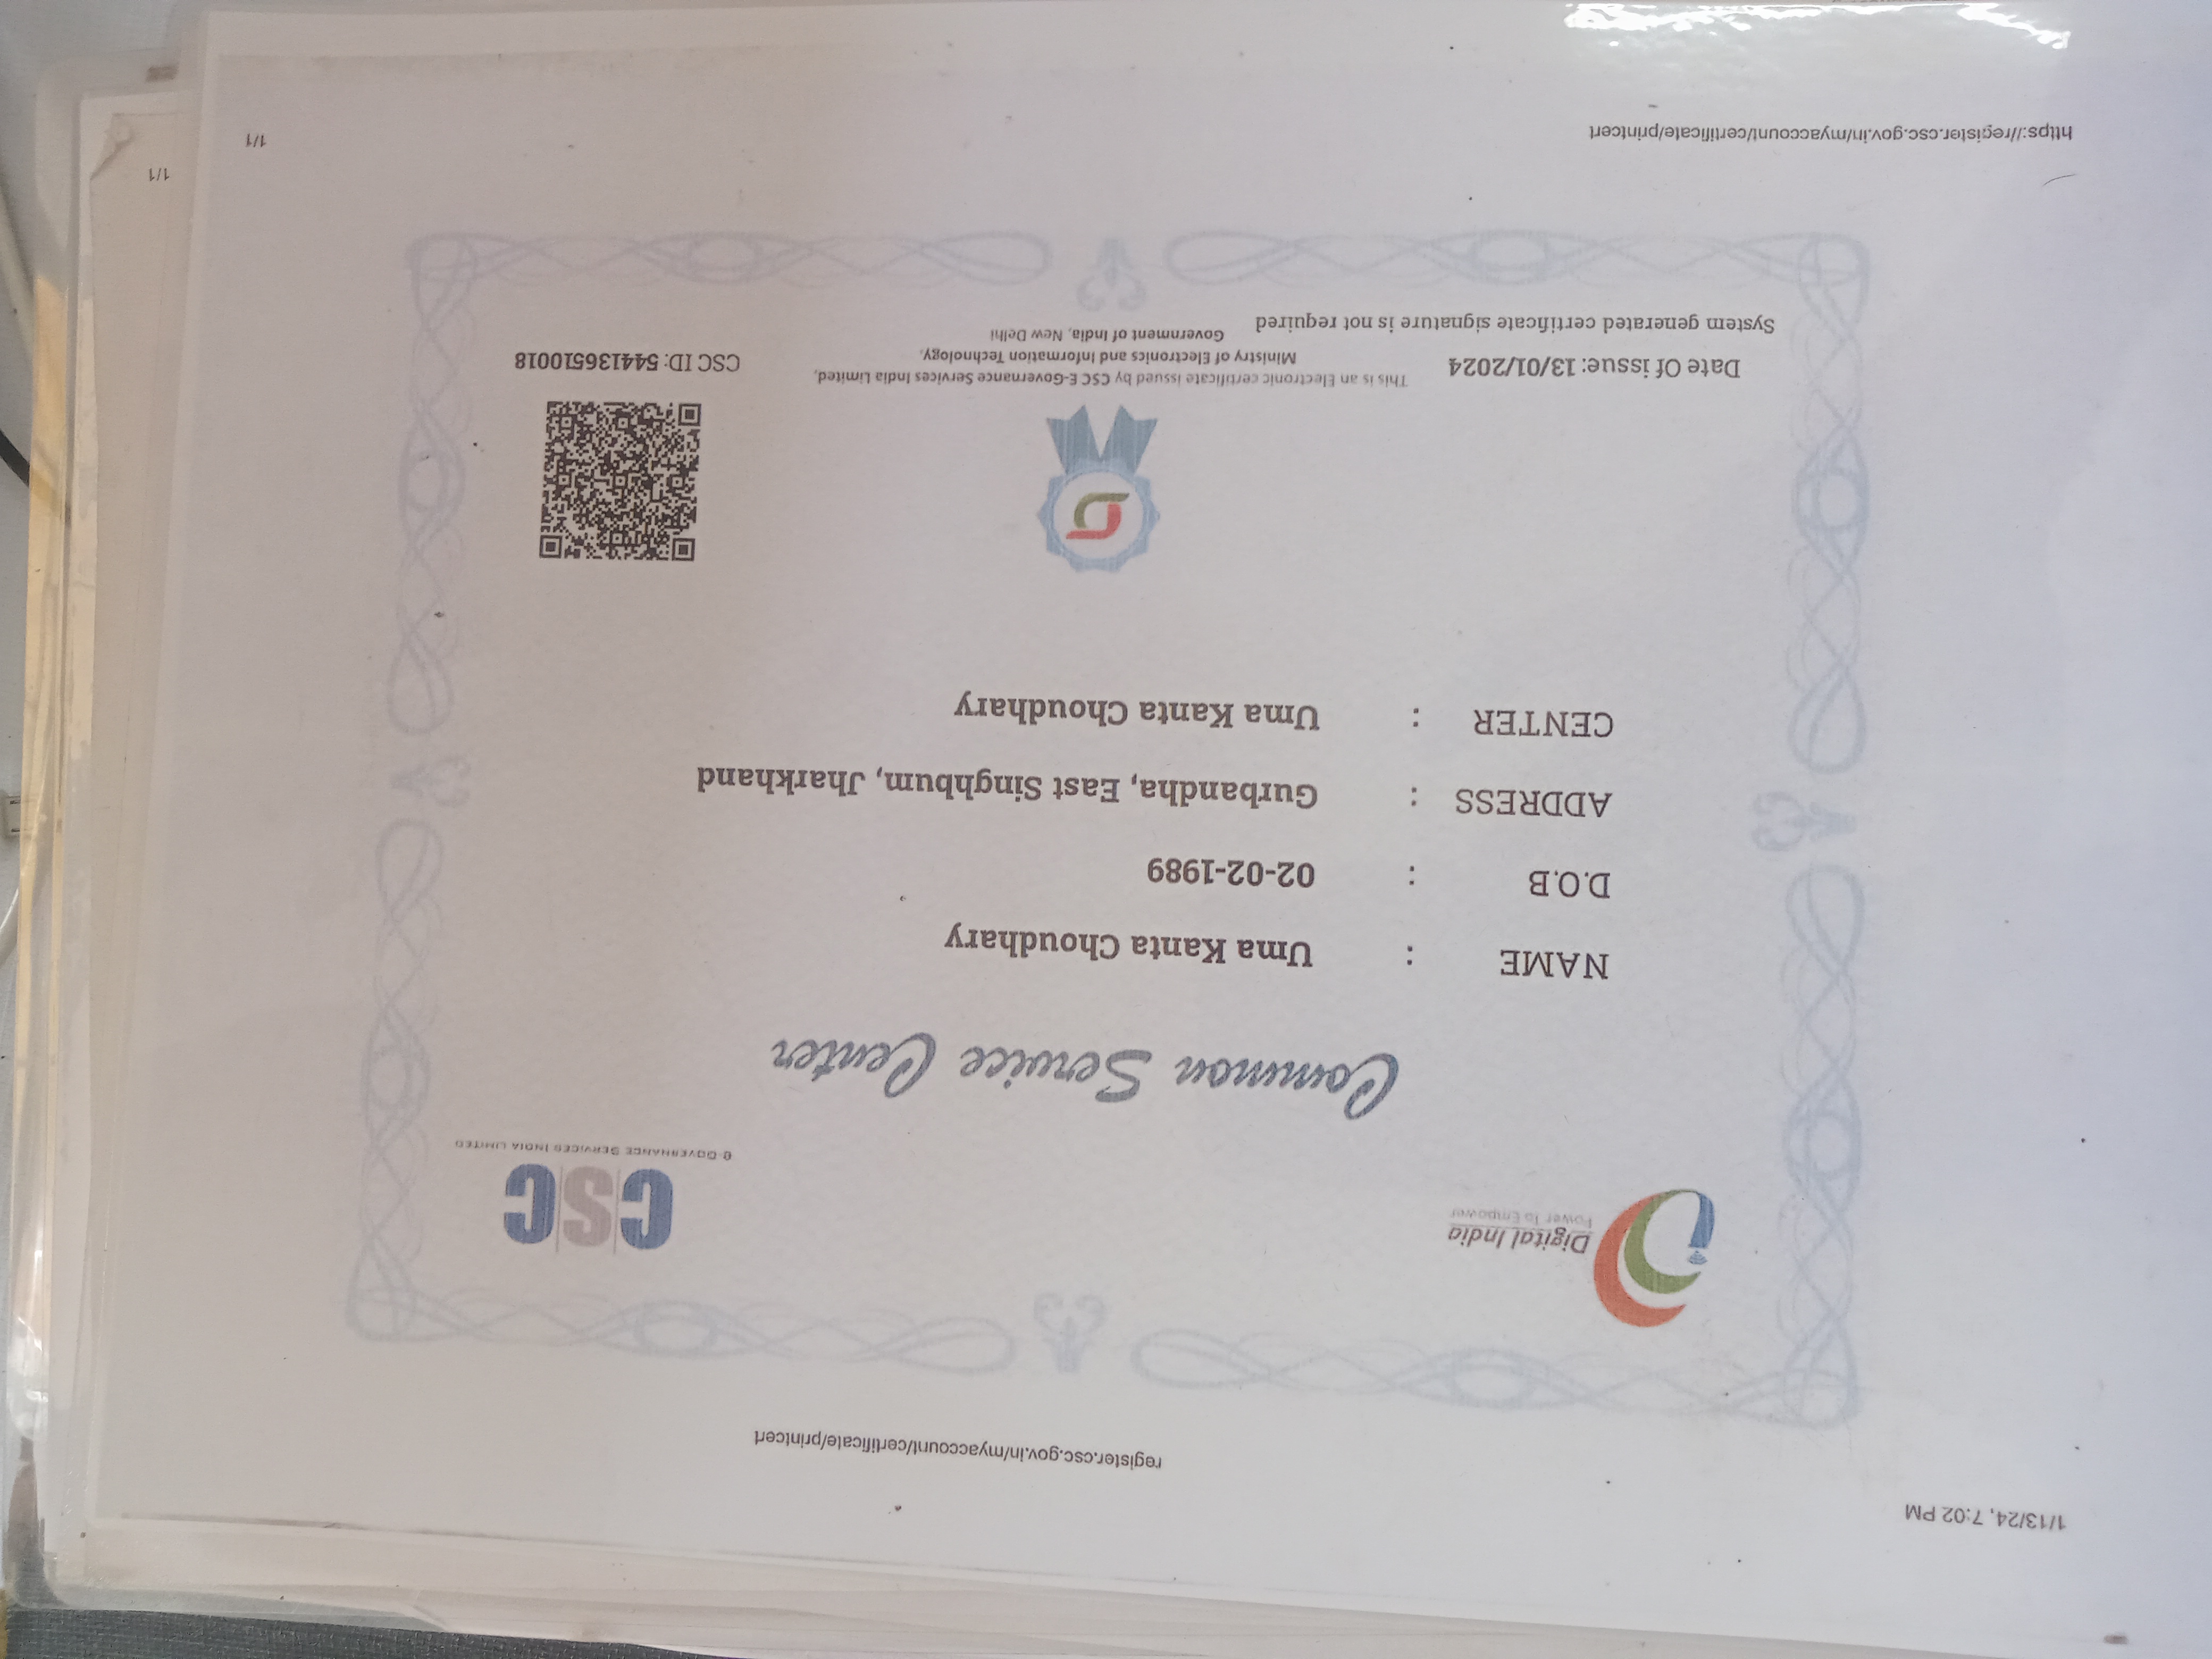 1/13/24, 7:02 PM
register.csc.gov.in/myaccount/certificate/printcert
Digital India
Power To Empower
CSC
e-GOVERNANCE SERVICES INDIA LIMITED
Common Service Center
NAME : Uma Kanta Choudhary
D.O.B : 02-02-1989
ADDRESS : Gurbandha, East Singhbum, Jharkhand
CENTER : Uma Kanta Choudhary
Date Of issue: 13/01/2024
System generated certificate signature is not required
This is an Electronic certificate issued by CSC E-Governance Services India Limited,
Ministry of Electronics and Information Technology,
Government of India, New Delhi
CSC ID: 544136510018
https://register.csc.gov.in/myaccount/certificate/printcert
1/1
1/1